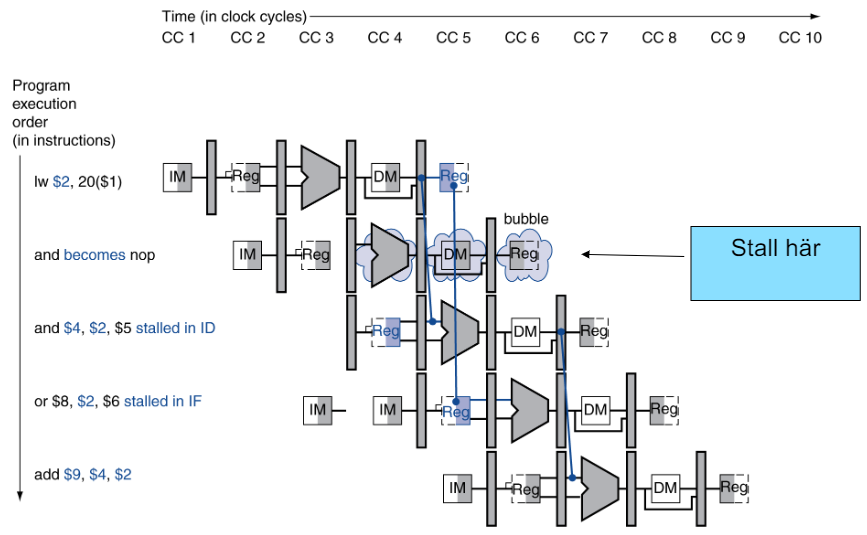 Time (in clock cycles)
CC 1 CC 2 CC 3 CC 4 CC 5 CC 6 CC 7 CC 8 CC 9 CC 10
Program
execution
order
(in instructions)
lw $2, 20($1)
IM Reg DM Reg
bubble
and becomes nop
IM Reg DM Reg
Stall här
and $4, $2, $5 stalled in ID
Reg DM Reg
or $8, $2, $6 stalled in IF
IM IM Reg DM Reg
add $9, $4, $2
IM Reg DM Reg